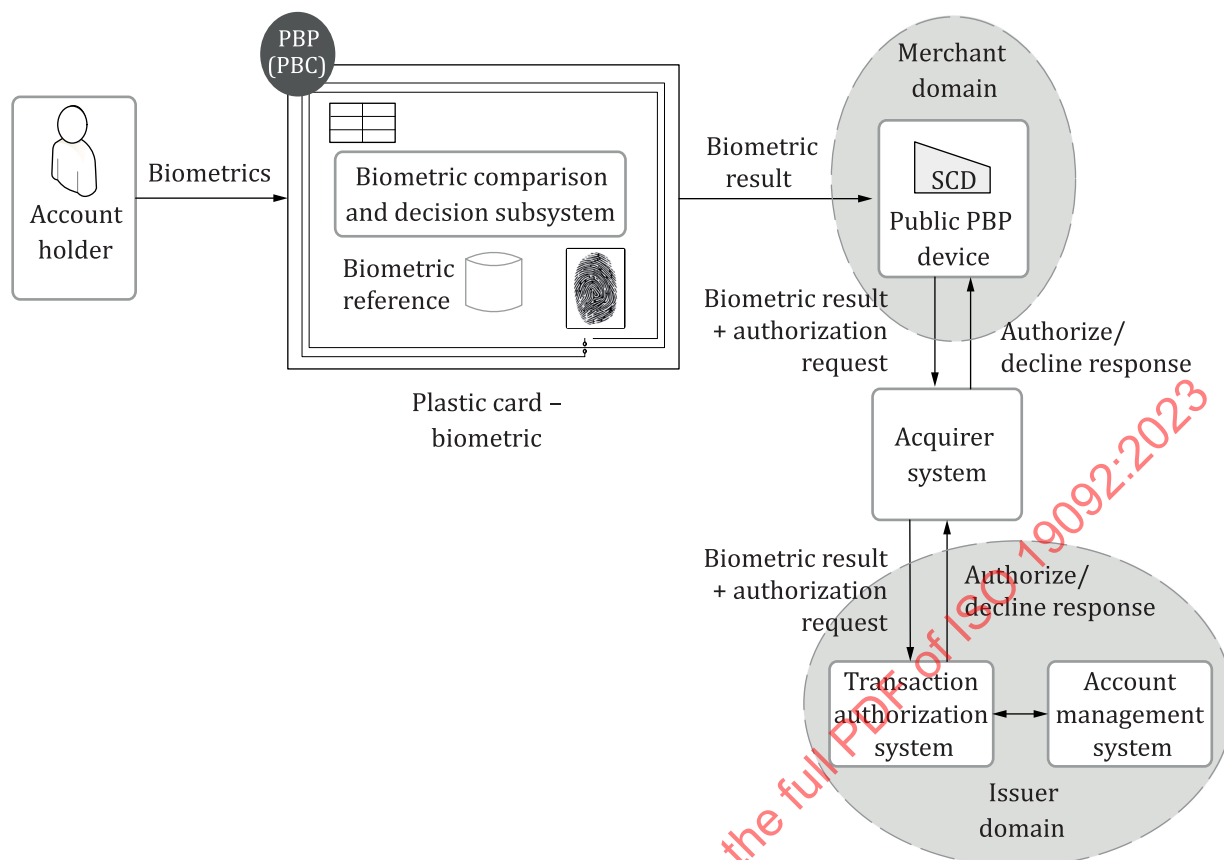 PBP
(PBC)
Account
holder
Biometrics
Biometric comparison
and decision subsystem
Biometric
reference
Plastic card –
biometric
Biometric
result
Merchant
domain
SCD
Public PBP
device
Biometric result
+ authorization
request
Authorize/
decline response
Acquirer
system
Biometric result
+ authorization
request
Authorize/
decline response
Transaction
authorization
system
Account
management
system
Issuer
domain
the full PDF of ISO 19092:2023